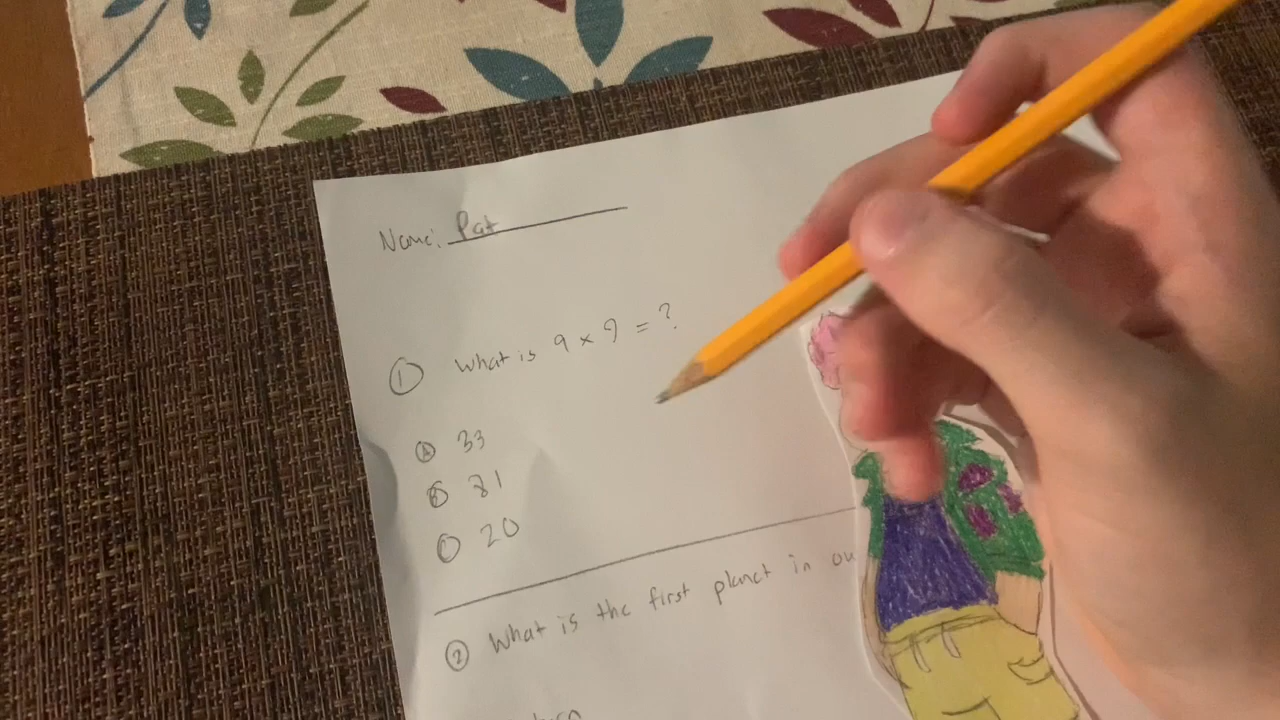 Name: Pat
① What is 9 x 9 = ?
Ⓐ 33
Ⓑ 81
Ⓒ 20
② What is the first planet in ou